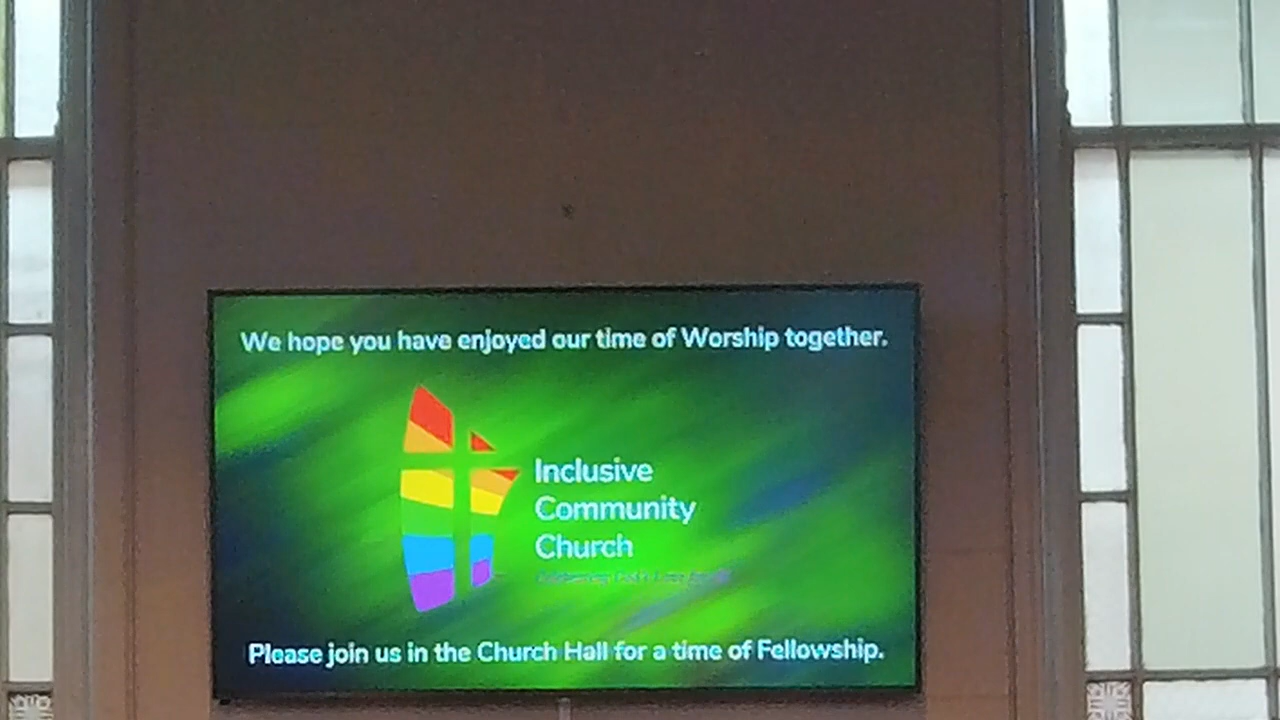 We hope you have enjoyed our time of Worship together.
Inclusive
Community
Church
Please join us in the Church Hall for a time of Fellowship.